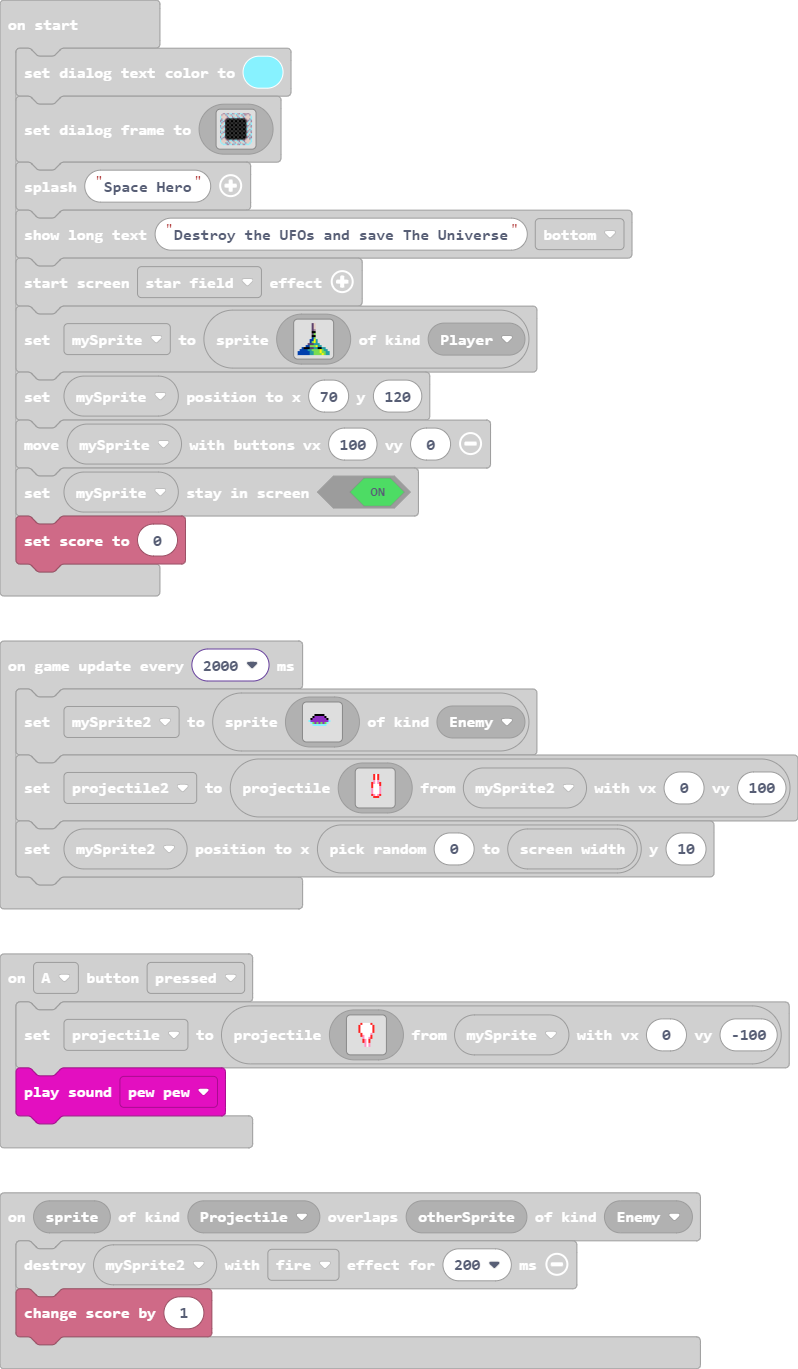 on start
set dialog text color to
set dialog frame to
splash "Space Hero"
show long text "Destroy the UFOs and save The Universe" bottom
start screen star field effect
set mySprite to sprite of kind Player
set mySprite position to x 70 y 120
move mySprite with buttons vx 100 vy 0
set mySprite stay in screen ON
set score to 0
on game update every 2000 ms
set mySprite2 to sprite of kind Enemy
set projectile2 to projectile from mySprite2 with vx 0 vy 100
set mySprite2 position to x pick random 0 to screen width y 10
on A button pressed
set projectile to projectile from mySprite with vx 0 vy -100
play sound pew pew
on sprite of kind Projectile overlaps otherSprite of kind Enemy
destroy mySprite2 with fire effect for 200 ms
change score by 1